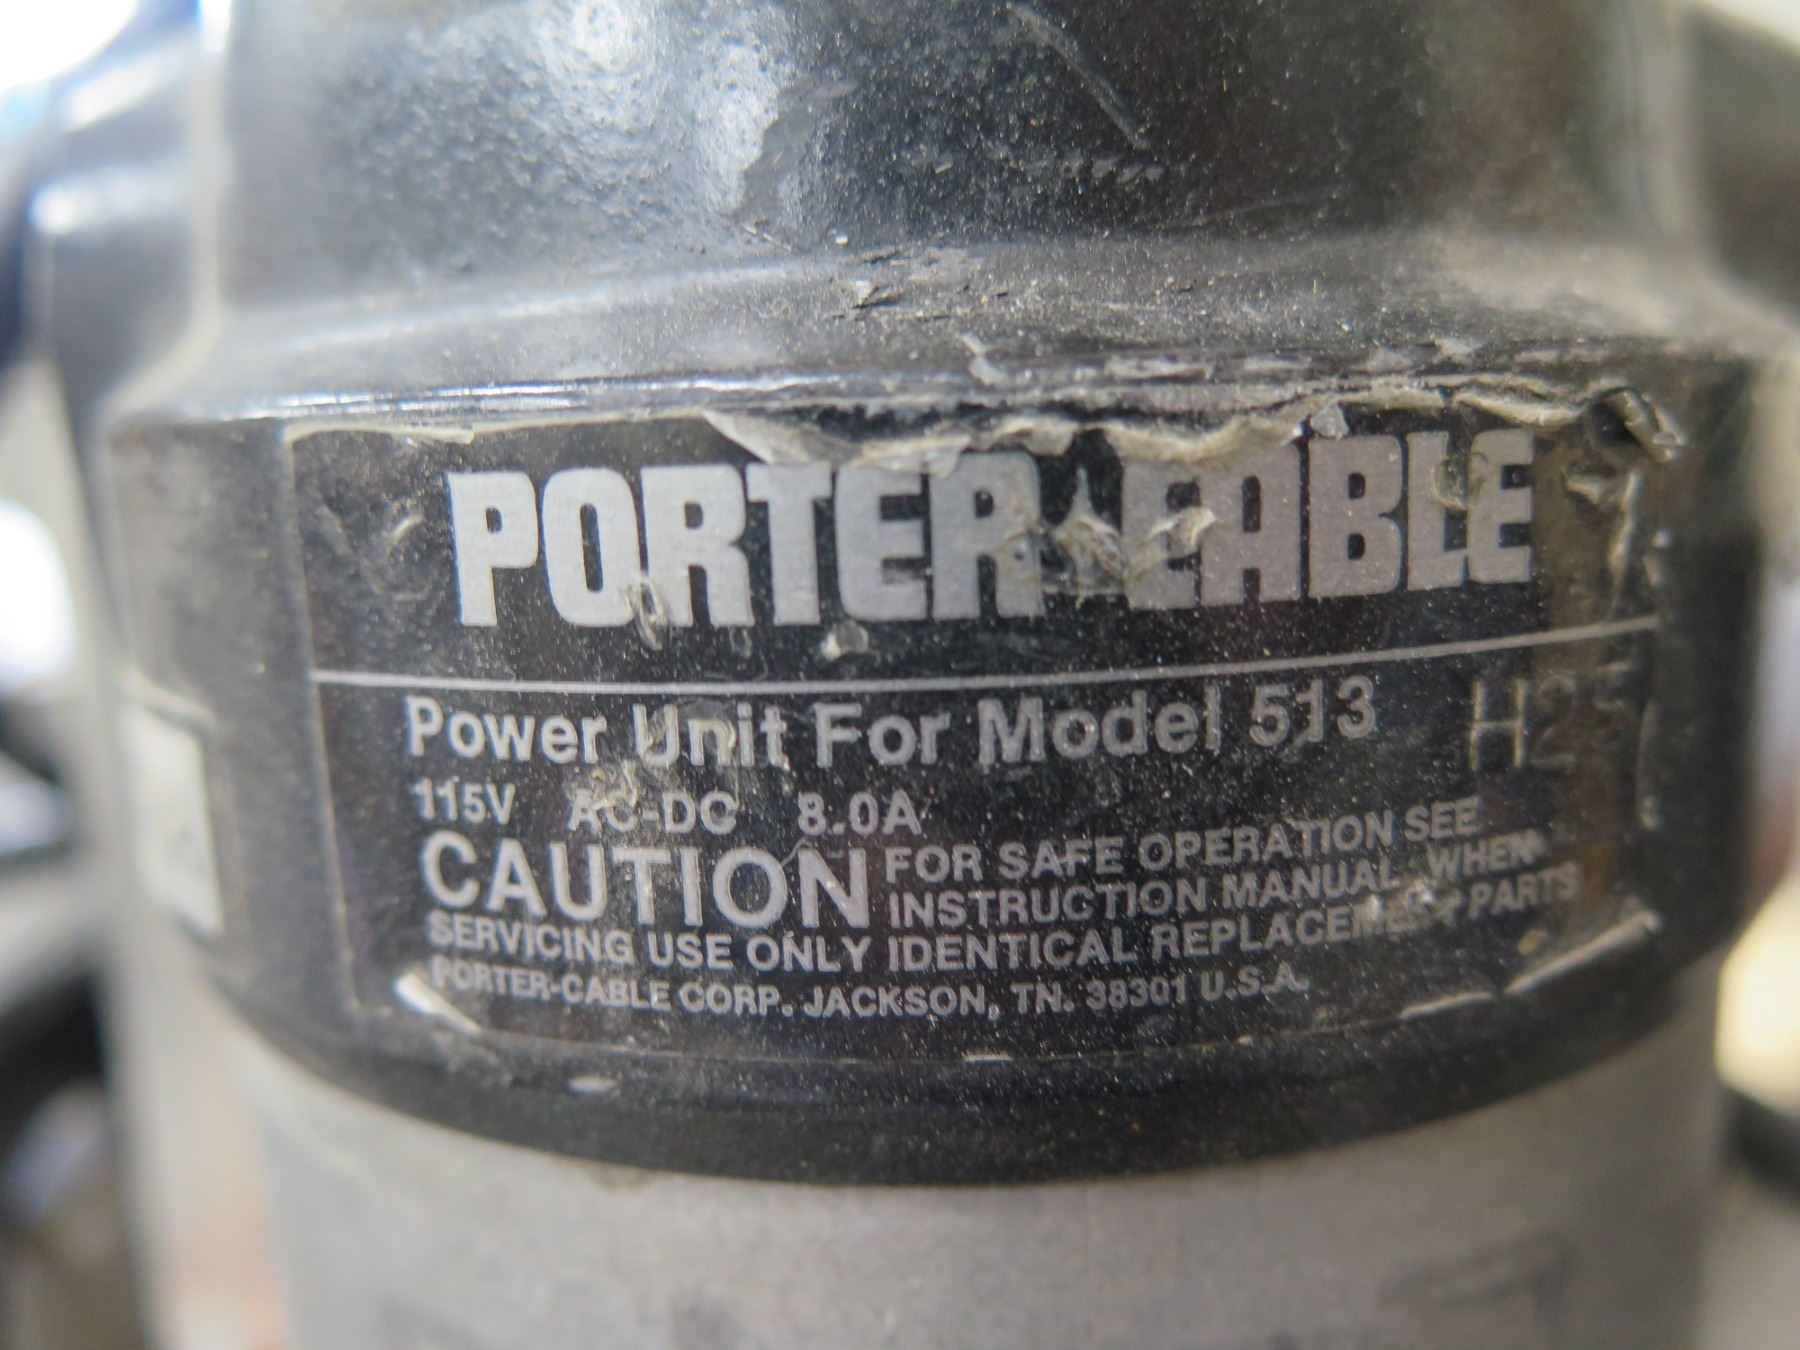 PORTER-CABLE
Power Unit For Model 513 H25
115V AC-DC 8.0A
CAUTION FOR SAFE OPERATION SEE
INSTRUCTION MANUAL. WHEN
SERVICING USE ONLY IDENTICAL REPLACEMENT PARTS
PORTER-CABLE CORP. JACKSON, TN. 38301 U.S.A.